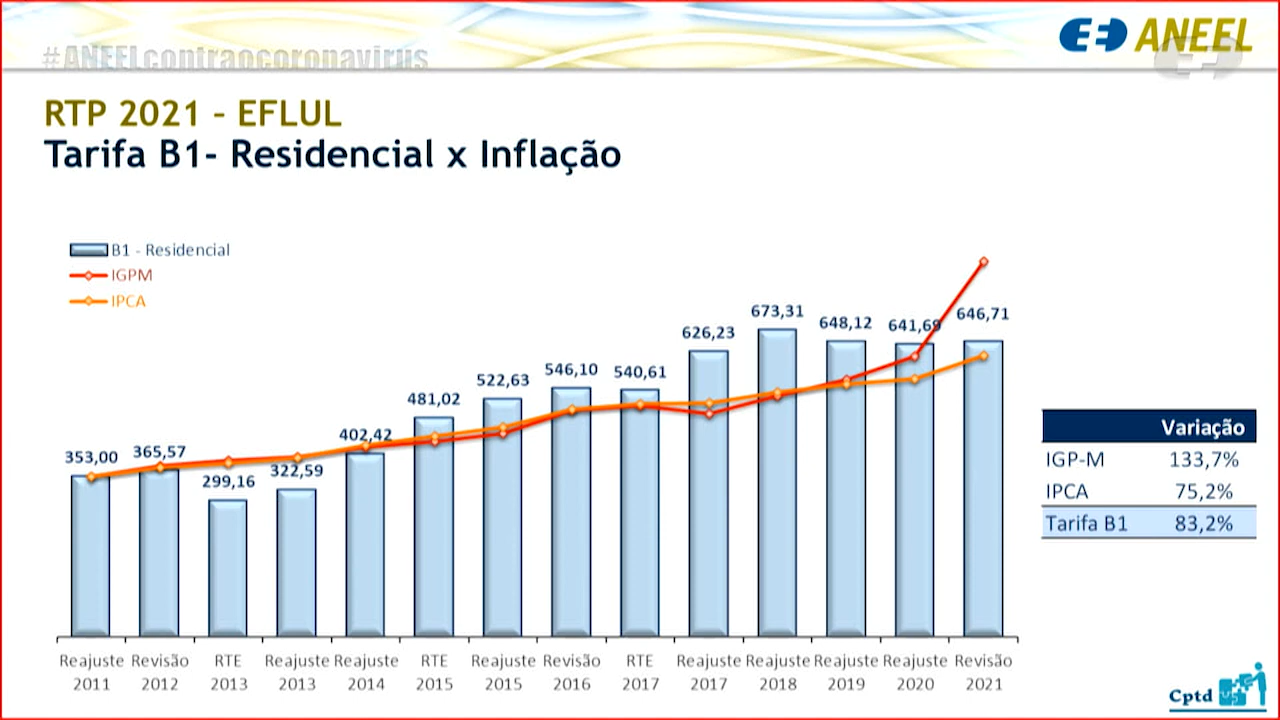 #ANEELcontraocoronavirus
ANEEL
RTP 2021 – EFLUL
Tarifa B1- Residencial x Inflação
B1 - Residencial
IGPM
IPCA
353,00
365,57
299,16
322,59
402,42
481,02
522,63
546,10
540,61
626,23
673,31
648,12
641,69
646,71
Variação
IGP-M 133,7%
IPCA 75,2%
Tarifa B1 83,2%
Reajuste 2011
Revisão 2012
RTE 2013
Reajuste 2013
Reajuste 2014
RTE 2015
Reajuste 2015
Revisão 2016
RTE 2017
Reajuste 2017
Reajuste 2018
Reajuste 2019
Reajuste 2020
Revisão 2021
Cptd